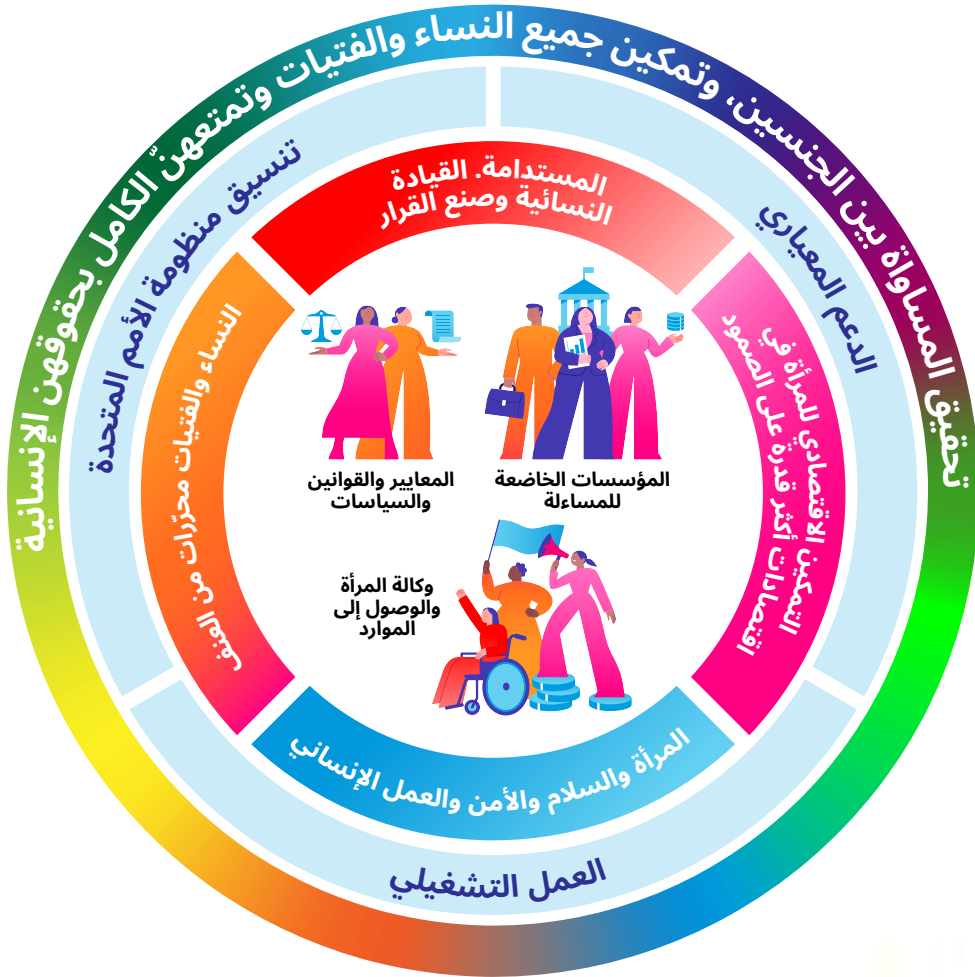 تحقيق المساواة بين الجنسين، وتمكين جميع النساء والفتيات وتمتعهنّ الكامل بحقوقهن الإنسانية
الدعم المعياري
تنسيق منظومة الأمم المتحدة
العمل التشغيلي
المستدامة. القيادة
النسائية وصنع القرار
التمكين الاقتصادي للمرأة في
اقتصادات أكثر قدرة على الصمود
النساء والفتيات محرّرات من العنف
المرأة والسلام والأمن والعمل الإنساني
المؤسسات الخاضعة
للمساءلة
المعايير والقوانين
والسياسات
وكالة المرأة
والوصول إلى
الموارد